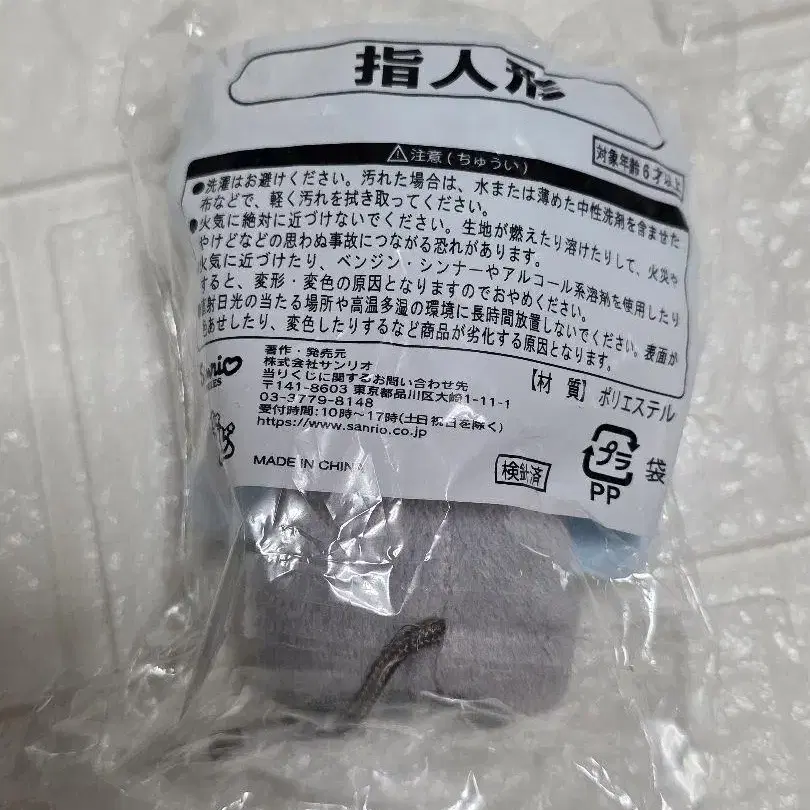 指人形
⚠注意(ちゅうい)
対象年齢6才以上
●洗濯はお避けください。汚れた場合は、水または薄めた中性洗剤を含ませた
布などで、軽く汚れを拭き取ってください。
●火気に絶対に近づけないでください。生地が燃えたり溶けたりして、火災や
やけどなどの思わぬ事故につながる恐れがあります。
火気に近づけたり、ベンジン・シンナーやアルコール系溶剤を使用したり
すると、変形・変色の原因となりますのでおやめください。
射日光の当たる場所や高温多湿の環境に長時間放置しないでください。表面が
あせしたり、変色したりするなど商品が劣化する原因となります。
著作・発売元
株式会社サンリオ
当りくじに関するお問い合わせ先
〒141-8603 東京都品川区大崎1-11-1
03-3779-8148
受付時間:10時〜17時(土日祝日を除く)
https://www.sanrio.co.jp
【材 質】 ポリエステル
MADE IN CHINA
検針済
プラ
PP
袋